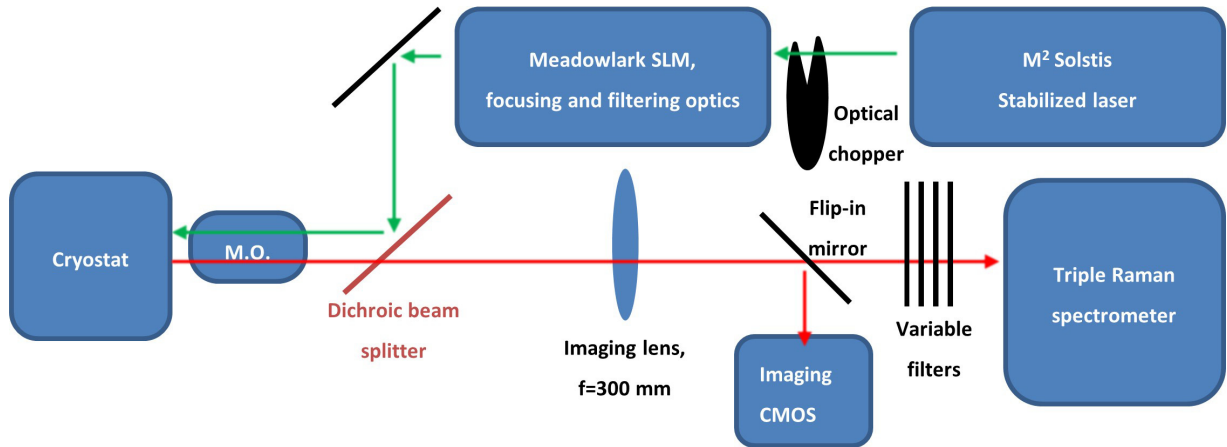 Meadowlark SLM,
focusing and filtering optics
M² Solstis
Stabilized laser
Optical
chopper
Cryostat
M.O.
Flip-in
mirror
Triple Raman
spectrometer
Dichroic beam
splitter
Imaging lens,
f=300 mm
Imaging
CMOS
Variable
filters